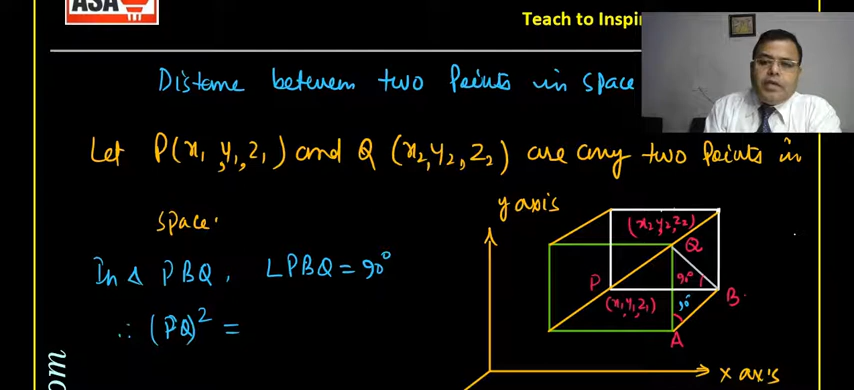 ASA
Teach to Inspi
Distance between two Points in space
Let P(x₁, y₁, z₁) and Q (x₂, y₂, z₂) are any two Points in
space.
y axis
(x₂ y₂, z₂)
Q
In Δ PBQ, ∟PBQ = 90°
P
90°
B
∴ (PQ)² =
(x₁, y₁, z₁)
90°
A
x axis
om